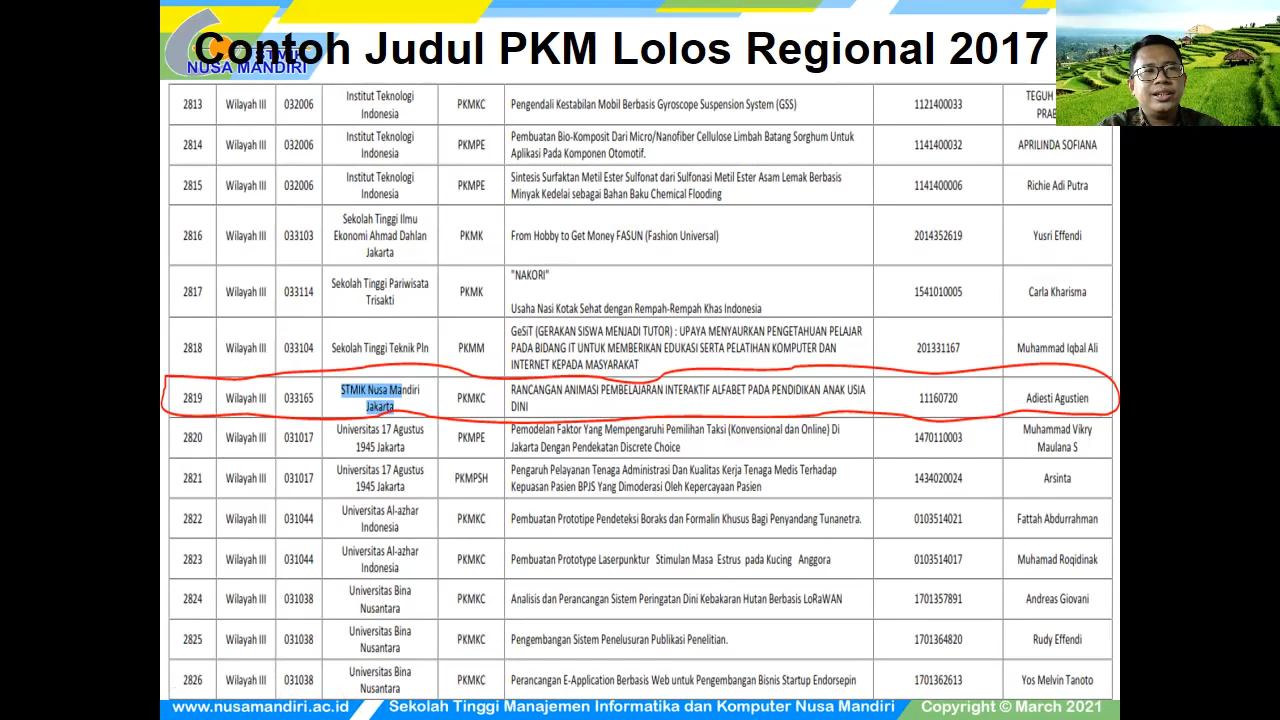 Contoh Judul PKM Lolos Regional 2017
STMIK
NUSA MANDIRI
2813 Wilayah III 032006 Institut Teknologi Indonesia PKMKC Pengendali Kestabilan Mobil Berbasis Gyroscope Suspension System (GSS) 1121400033 TEGUH
2814 Wilayah III 032006 Institut Teknologi Indonesia PKMPE Pembuatan Bio-Komposit Dari Micro/Nanofiber Cellulose Limbah Batang Sorghum Untuk Aplikasi Pada Komponen Otomotif. 1141400032 APRILINDA SOFIANA
2815 Wilayah III 032006 Institut Teknologi Indonesia PKMPE Sintesis Surfaktan Metil Ester Sulfonat dari Sulfonasi Metil Ester Asam Lemak Berbasis Minyak Kedelai sebagai Bahan Baku Chemical Flooding 1141400006 Richie Adi Putra
2816 Wilayah III 033103 Sekolah Tinggi Ilmu Ekonomi Ahmad Dahlan Jakarta PKMK From Hobby to Get Money FASUN (Fashion Universal) 2014352619 Yusri Effendi
2817 Wilayah III 033114 Sekolah Tinggi Pariwisata Trisakti PKMK "NAKORI" Usaha Nasi Kotak Sehat dengan Rempah-Rempah Khas Indonesia 1541010005 Carla Kharisma
2818 Wilayah III 033104 Sekolah Tinggi Teknik Pln PKMM GeSiT (GERAKAN SISWA MENJADI TUTOR) : UPAYA MENYAURKAN PENGETAHUAN PELAJAR PADA BIDANG IT UNTUK MEMBERIKAN EDUKASI SERTA PELATIHAN KOMPUTER DAN INTERNET KEPADA MASYARAKAT 201331167 Muhammad Iqbal Ali
2819 Wilayah III 033165 STMIK Nusa Mandiri Jakarta PKMKC RANCANGAN ANIMASI PEMBELAJARAN INTERAKTIF ALFABET PADA PENDIDIKAN ANAK USIA DINI 11160720 Adiesti Agustien
2820 Wilayah III 031017 Universitas 17 Agustus 1945 Jakarta PKMPE Pemodelan Faktor Yang Mempengaruhi Pemilihan Taksi (Konvensional dan Online) Di Jakarta Dengan Pendekatan Discrete Choice 1470110003 Muhammad Vikry Maulana S
2821 Wilayah III 031017 Universitas 17 Agustus 1945 Jakarta PKMPSH Pengaruh Pelayanan Tenaga Administrasi Dan Kualitas Kerja Tenaga Medis Terhadap Kepuasan Pasien BPJS Yang Dimoderasi Oleh Kepercayaan Pasien 1434020024 Arsinta
2822 Wilayah III 031044 Universitas Al-azhar Indonesia PKMKC Pembuatan Prototipe Pendeteksi Boraks dan Formalin Khusus Bagi Penyandang Tunanetra. 0103514021 Fattah Abdurrahman
2823 Wilayah III 031044 Universitas Al-azhar Indonesia PKMKC Pembuatan Prototype Laserpunktur Stimulan Masa Estrus pada Kucing Anggora 0103514017 Muhamad Roqidinak
2824 Wilayah III 031038 Universitas Bina Nusantara PKMKC Analisis dan Perancangan Sistem Peringatan Dini Kebakaran Hutan Berbasis LoRaWAN 1701357891 Andreas Giovani
2825 Wilayah III 031038 Universitas Bina Nusantara PKMKC Pengembangan Sistem Penelusuran Publikasi Penelitian. 1701364820 Rudy Effendi
2826 Wilayah III 031038 Universitas Bina Nusantara PKMKC Perancangan E-Application Berbasis Web untuk Pengembangan Bisnis Startup Endorsepin 1701362613 Yos Melvin Tanoto
www.nusamandiri.ac.id Sekolah Tinggi Manajemen Informatika dan Komputer Nusa Mandiri Copyright © March 2021